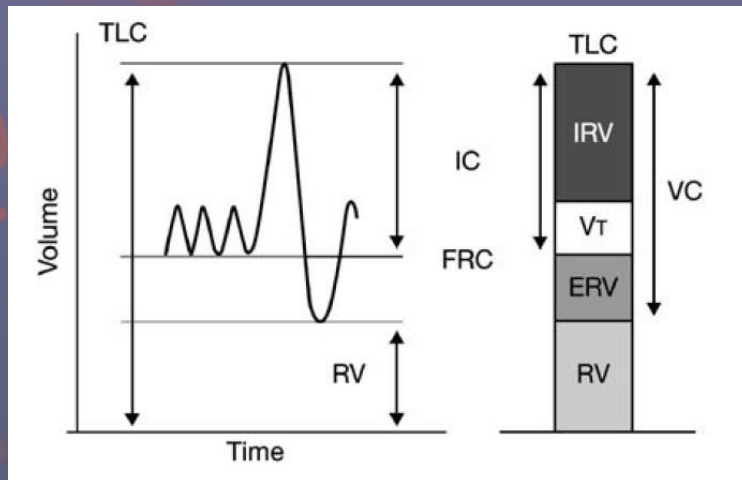 TLC
TLC
IRV
IC
VC
VT
Volume
FRC
ERV
RV
RV
Time